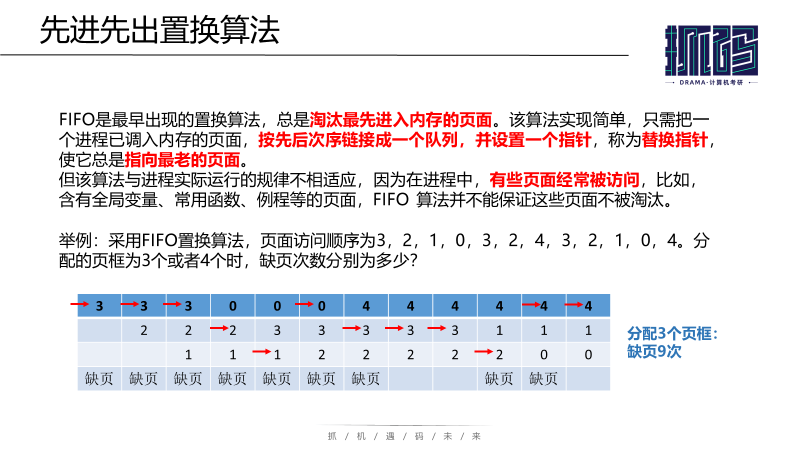 先进先出置换算法
抓码
DRAMA·计算机考研
FIFO是最早出现的置换算法，总是淘汰最先进入内存的页面。该算法实现简单，只需把一
个进程已调入内存的页面，按先后次序链接成一个队列，并设置一个指针，称为替换指针，
使它总是指向最老的页面。
但该算法与进程实际运行的规律不相适应，因为在进程中，有些页面经常被访问，比如，
含有全局变量、常用函数、例程等的页面，FIFO 算法并不能保证这些页面不被淘汰。
举例：采用FIFO置换算法，页面访问顺序为3，2，1，0，3，2，4，3，2，1，0，4。分
配的页框为3个或者4个时，缺页次数分别为多少？
3 3 3 0 0 0 4 4 4 4 4 4
2 2 2 3 3 3 3 3 1 1 1
1 1 1 2 2 2 2 2 0 0
缺页 缺页 缺页 缺页 缺页 缺页 缺页 缺页 缺页
分配3个页框：
缺页9次
抓 / 机 / 遇 / 码 / 未 / 来